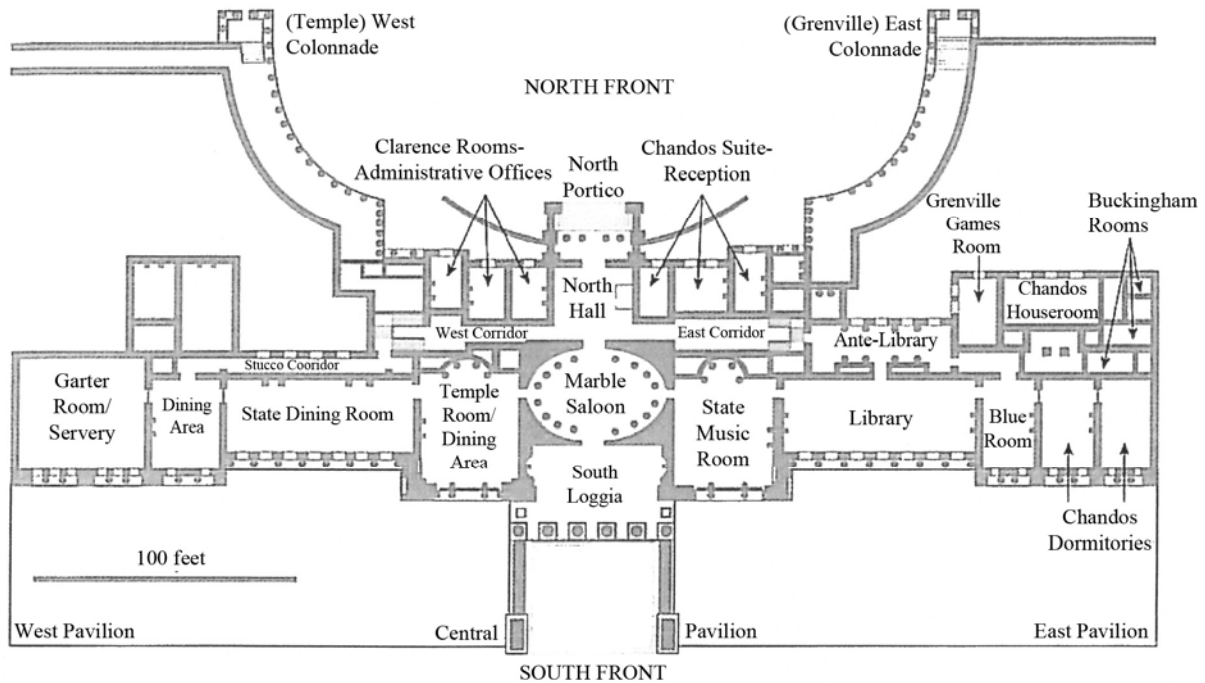 (Temple) West
Colonnade
(Grenville) East
Colonnade
NORTH FRONT
Clarence Rooms-
Administrative Offices
North
Portico
Chandos Suite-
Reception
Grenville
Games
Room
Buckingham
Rooms
North
Hall
Chandos
Houseroom
West Corridor
East Corridor
Ante-Library
Stucco Cooridor
Garter
Room/
Servery
Dining
Area
State Dining Room
Temple
Room/
Dining
Area
Marble
Saloon
State
Music
Room
Library
Blue
Room
South
Loggia
Chandos
Dormitories
100 feet
West Pavilion
Central
Pavilion
East Pavilion
SOUTH FRONT